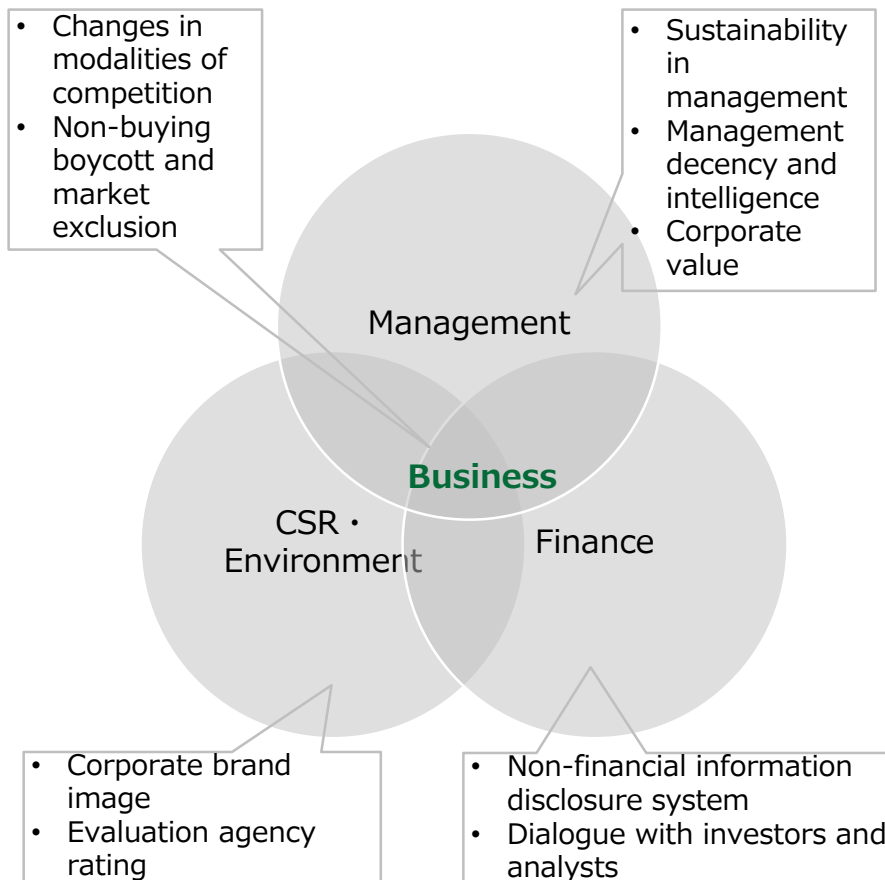 • Changes in
modalities of
competition
• Non-buying
boycott and
market
exclusion
• Sustainability
in
management
• Management
decency and
intelligence
• Corporate
value
Management
Business
CSR・
Environment
Finance
• Corporate brand
image
• Evaluation agency
rating
• Non-financial information
disclosure system
• Dialogue with investors and
analysts